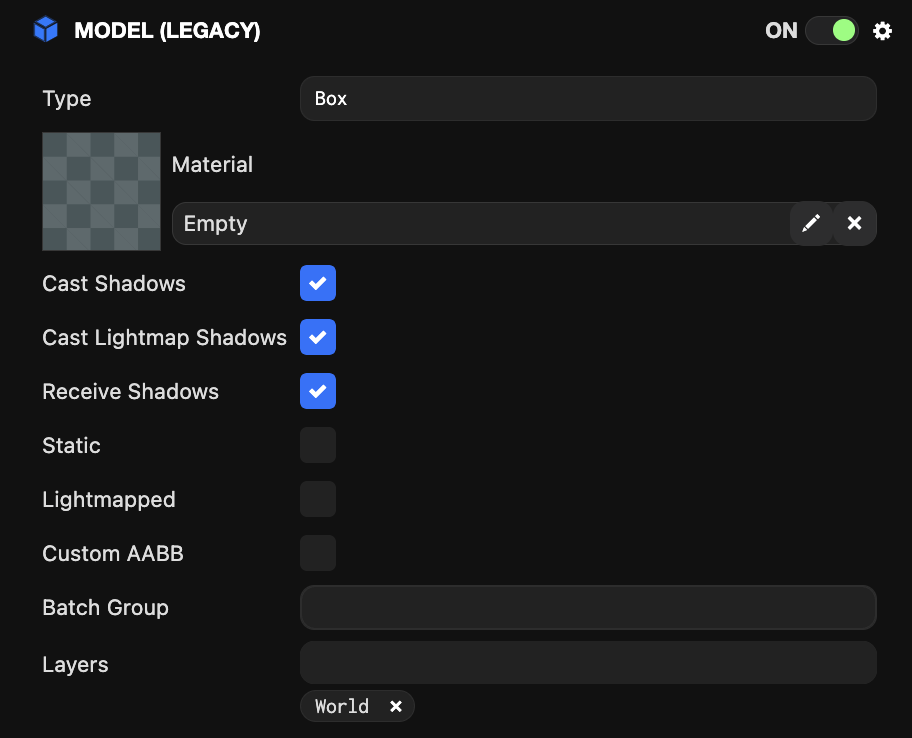 MODEL (LEGACY)
ON
Type
Box
Material
Empty
Cast Shadows
Cast Lightmap Shadows
Receive Shadows
Static
Lightmapped
Custom AABB
Batch Group
Layers
World